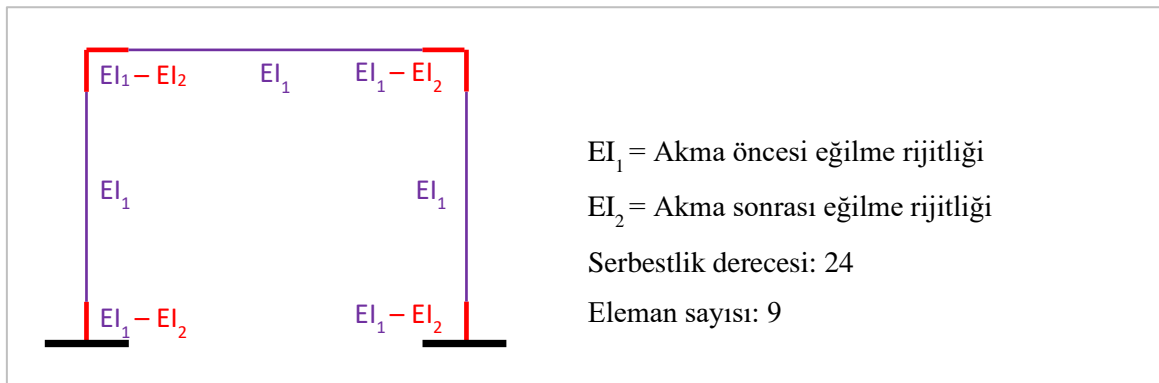 EI₁ – EI₂ EI₁ EI₁ – EI₂
EI₁ = Akma öncesi eğilme rijitliği
EI₁ EI₁
EI₂ = Akma sonrası eğilme rijitliği
Serbestlik derecesi: 24
EI₁ – EI₂ EI₁ – EI₂
Eleman sayısı: 9